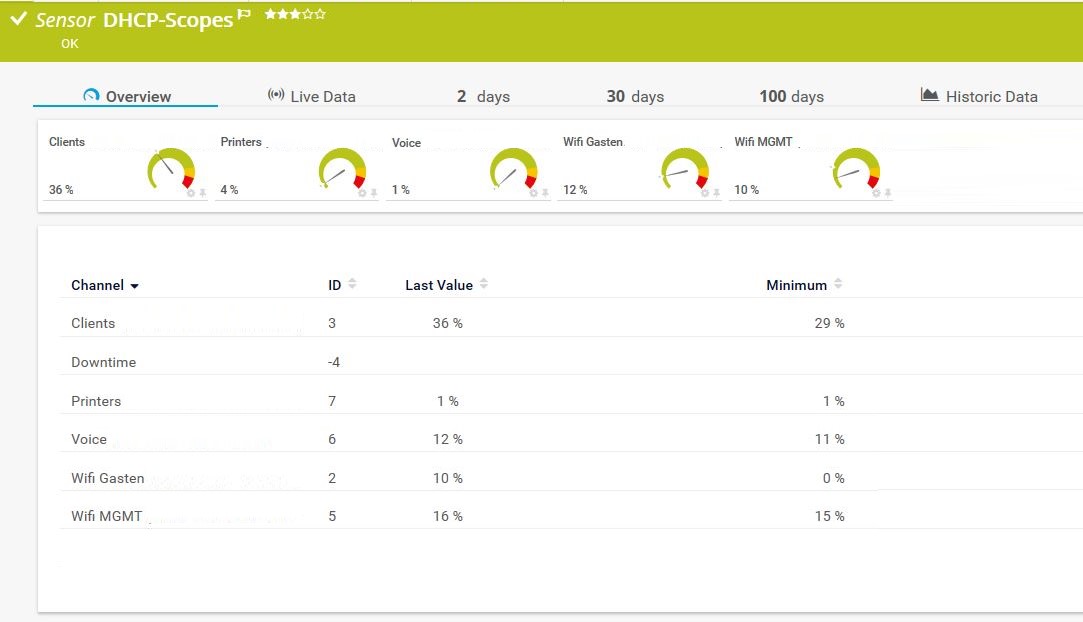 Sensor DHCP-Scopes
OK
Overview Live Data 2 days 30 days 100 days Historic Data
Clients Printers Voice Wifi Gasten Wifi MGMT
36 % 4 % 1 % 12 % 10 %
Channel ID Last Value Minimum
Clients 3 36 % 29 %
Downtime -4
Printers 7 1 % 1 %
Voice 6 12 % 11 %
Wifi Gasten 2 10 % 0 %
Wifi MGMT 5 16 % 15 %